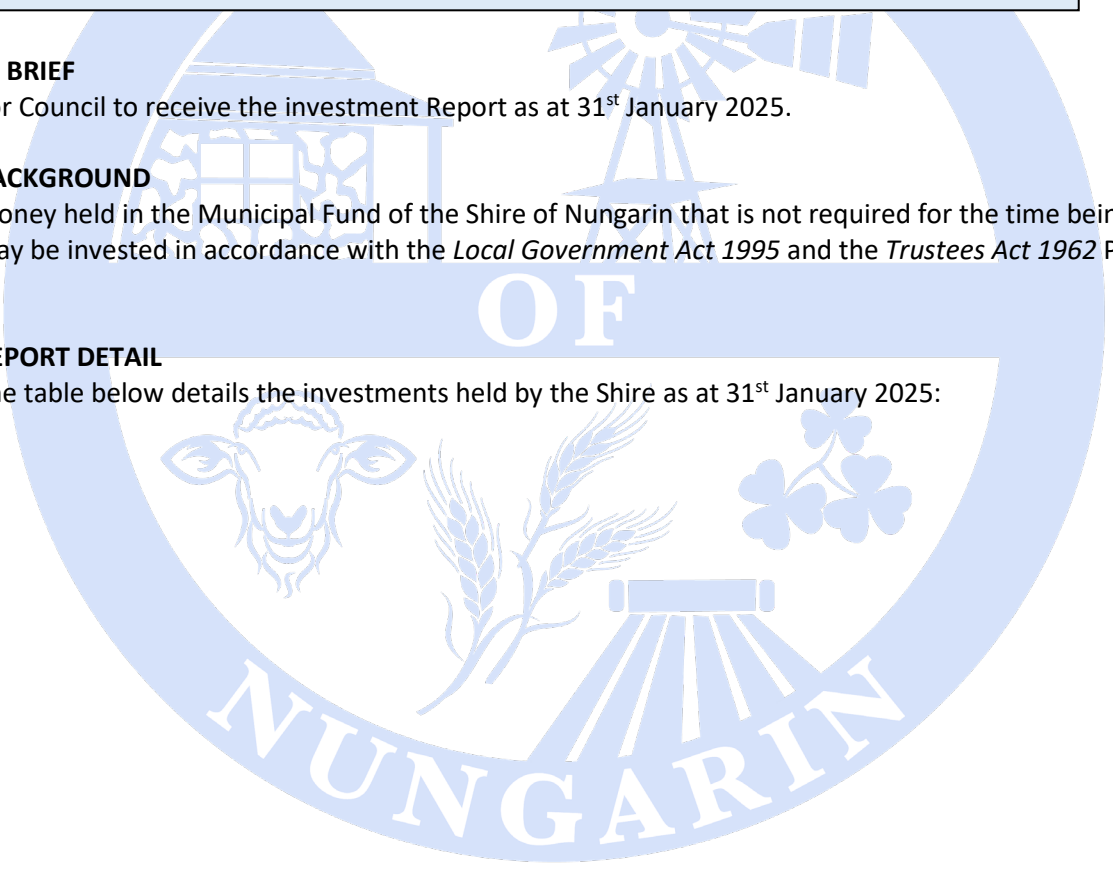 BRIEF
or Council to receive the investment Report as at 31st January 2025.
ACKGROUND
oney held in the Municipal Fund of the Shire of Nungarin that is not required for the time bein
ay be invested in accordance with the Local Government Act 1995 and the Trustees Act 1962 P
OF
EPORT DETAIL
he table below details the investments held by the Shire as at 31st January 2025:
NUNGARIN